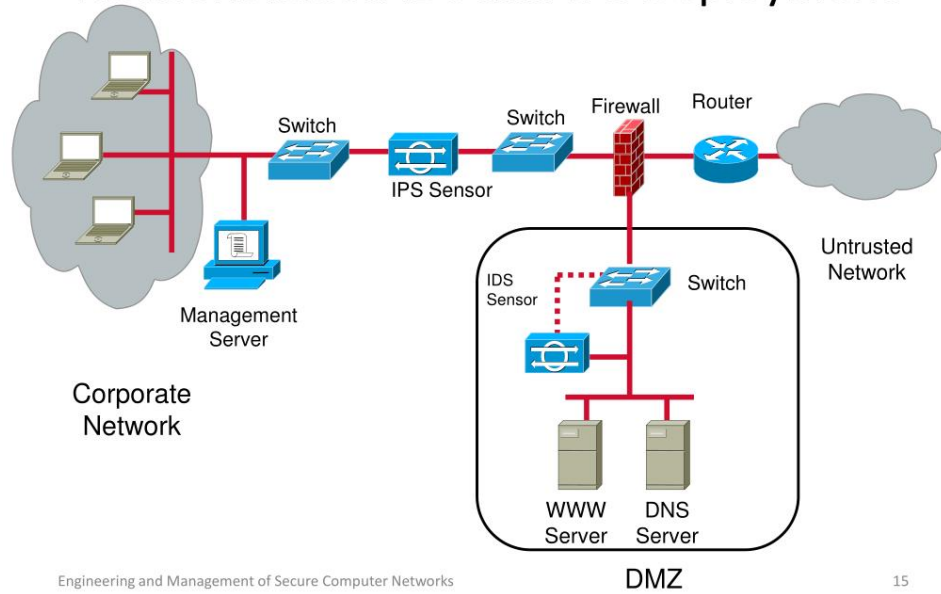 Switch
IPS Sensor
Switch
Firewall
Router
Untrusted
Network
Management
Server
Corporate
Network
IDS
Sensor
Switch
WWW
Server
DNS
Server
DMZ
Engineering and Management of Secure Computer Networks
15